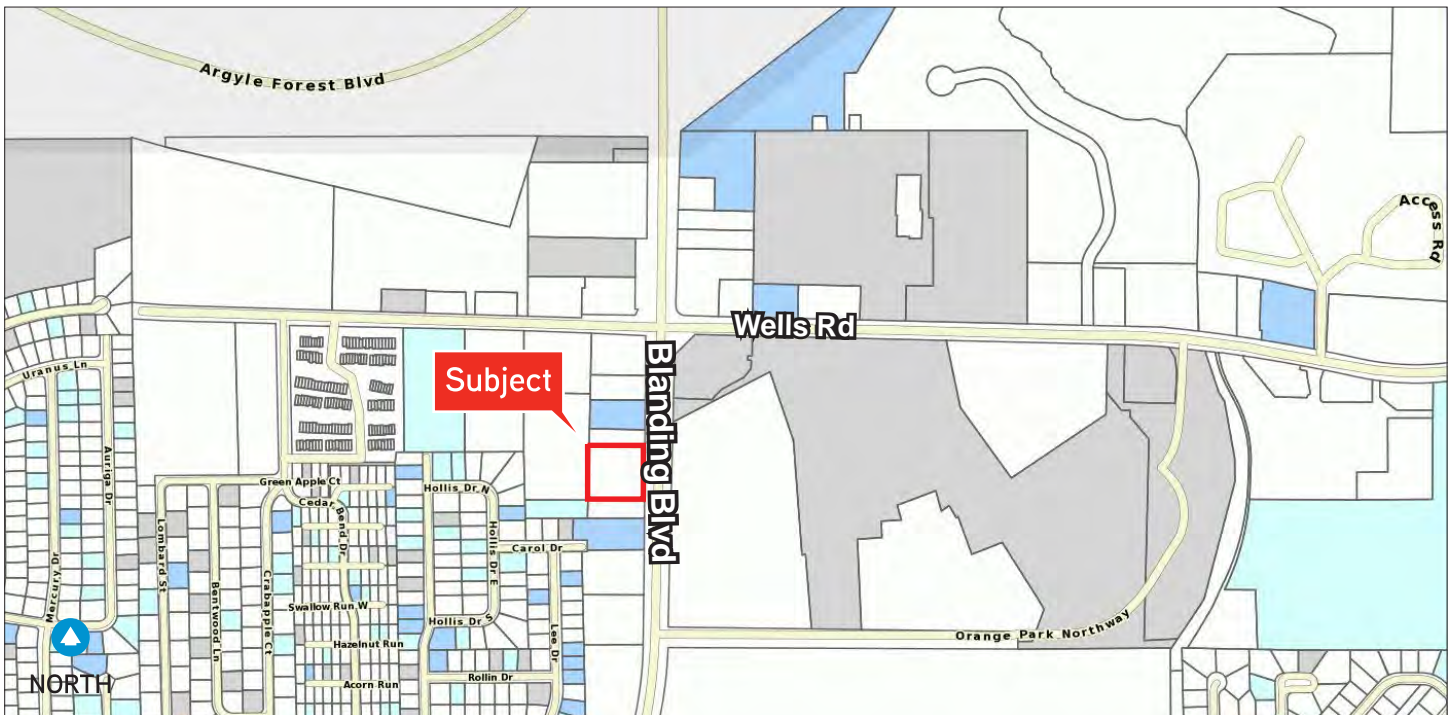 Argyle Forest Blvd
Access Rd
Wells Rd
Blanding Blvd
Subject
Uranus Ln
Auriga Dr
Mercury Dr
Green Apple Ct
Cedar Bend Dr
Hollis Dr N
Hollis Dr E
Hollis Dr S
Carol Dr
Lombard St
Bentwood Ln
Crabapple Ct
Swallow Run W
Hazelnut Run
Acorn Run
Rollin Dr
Lee Dr
Orange Park Northway
NORTH